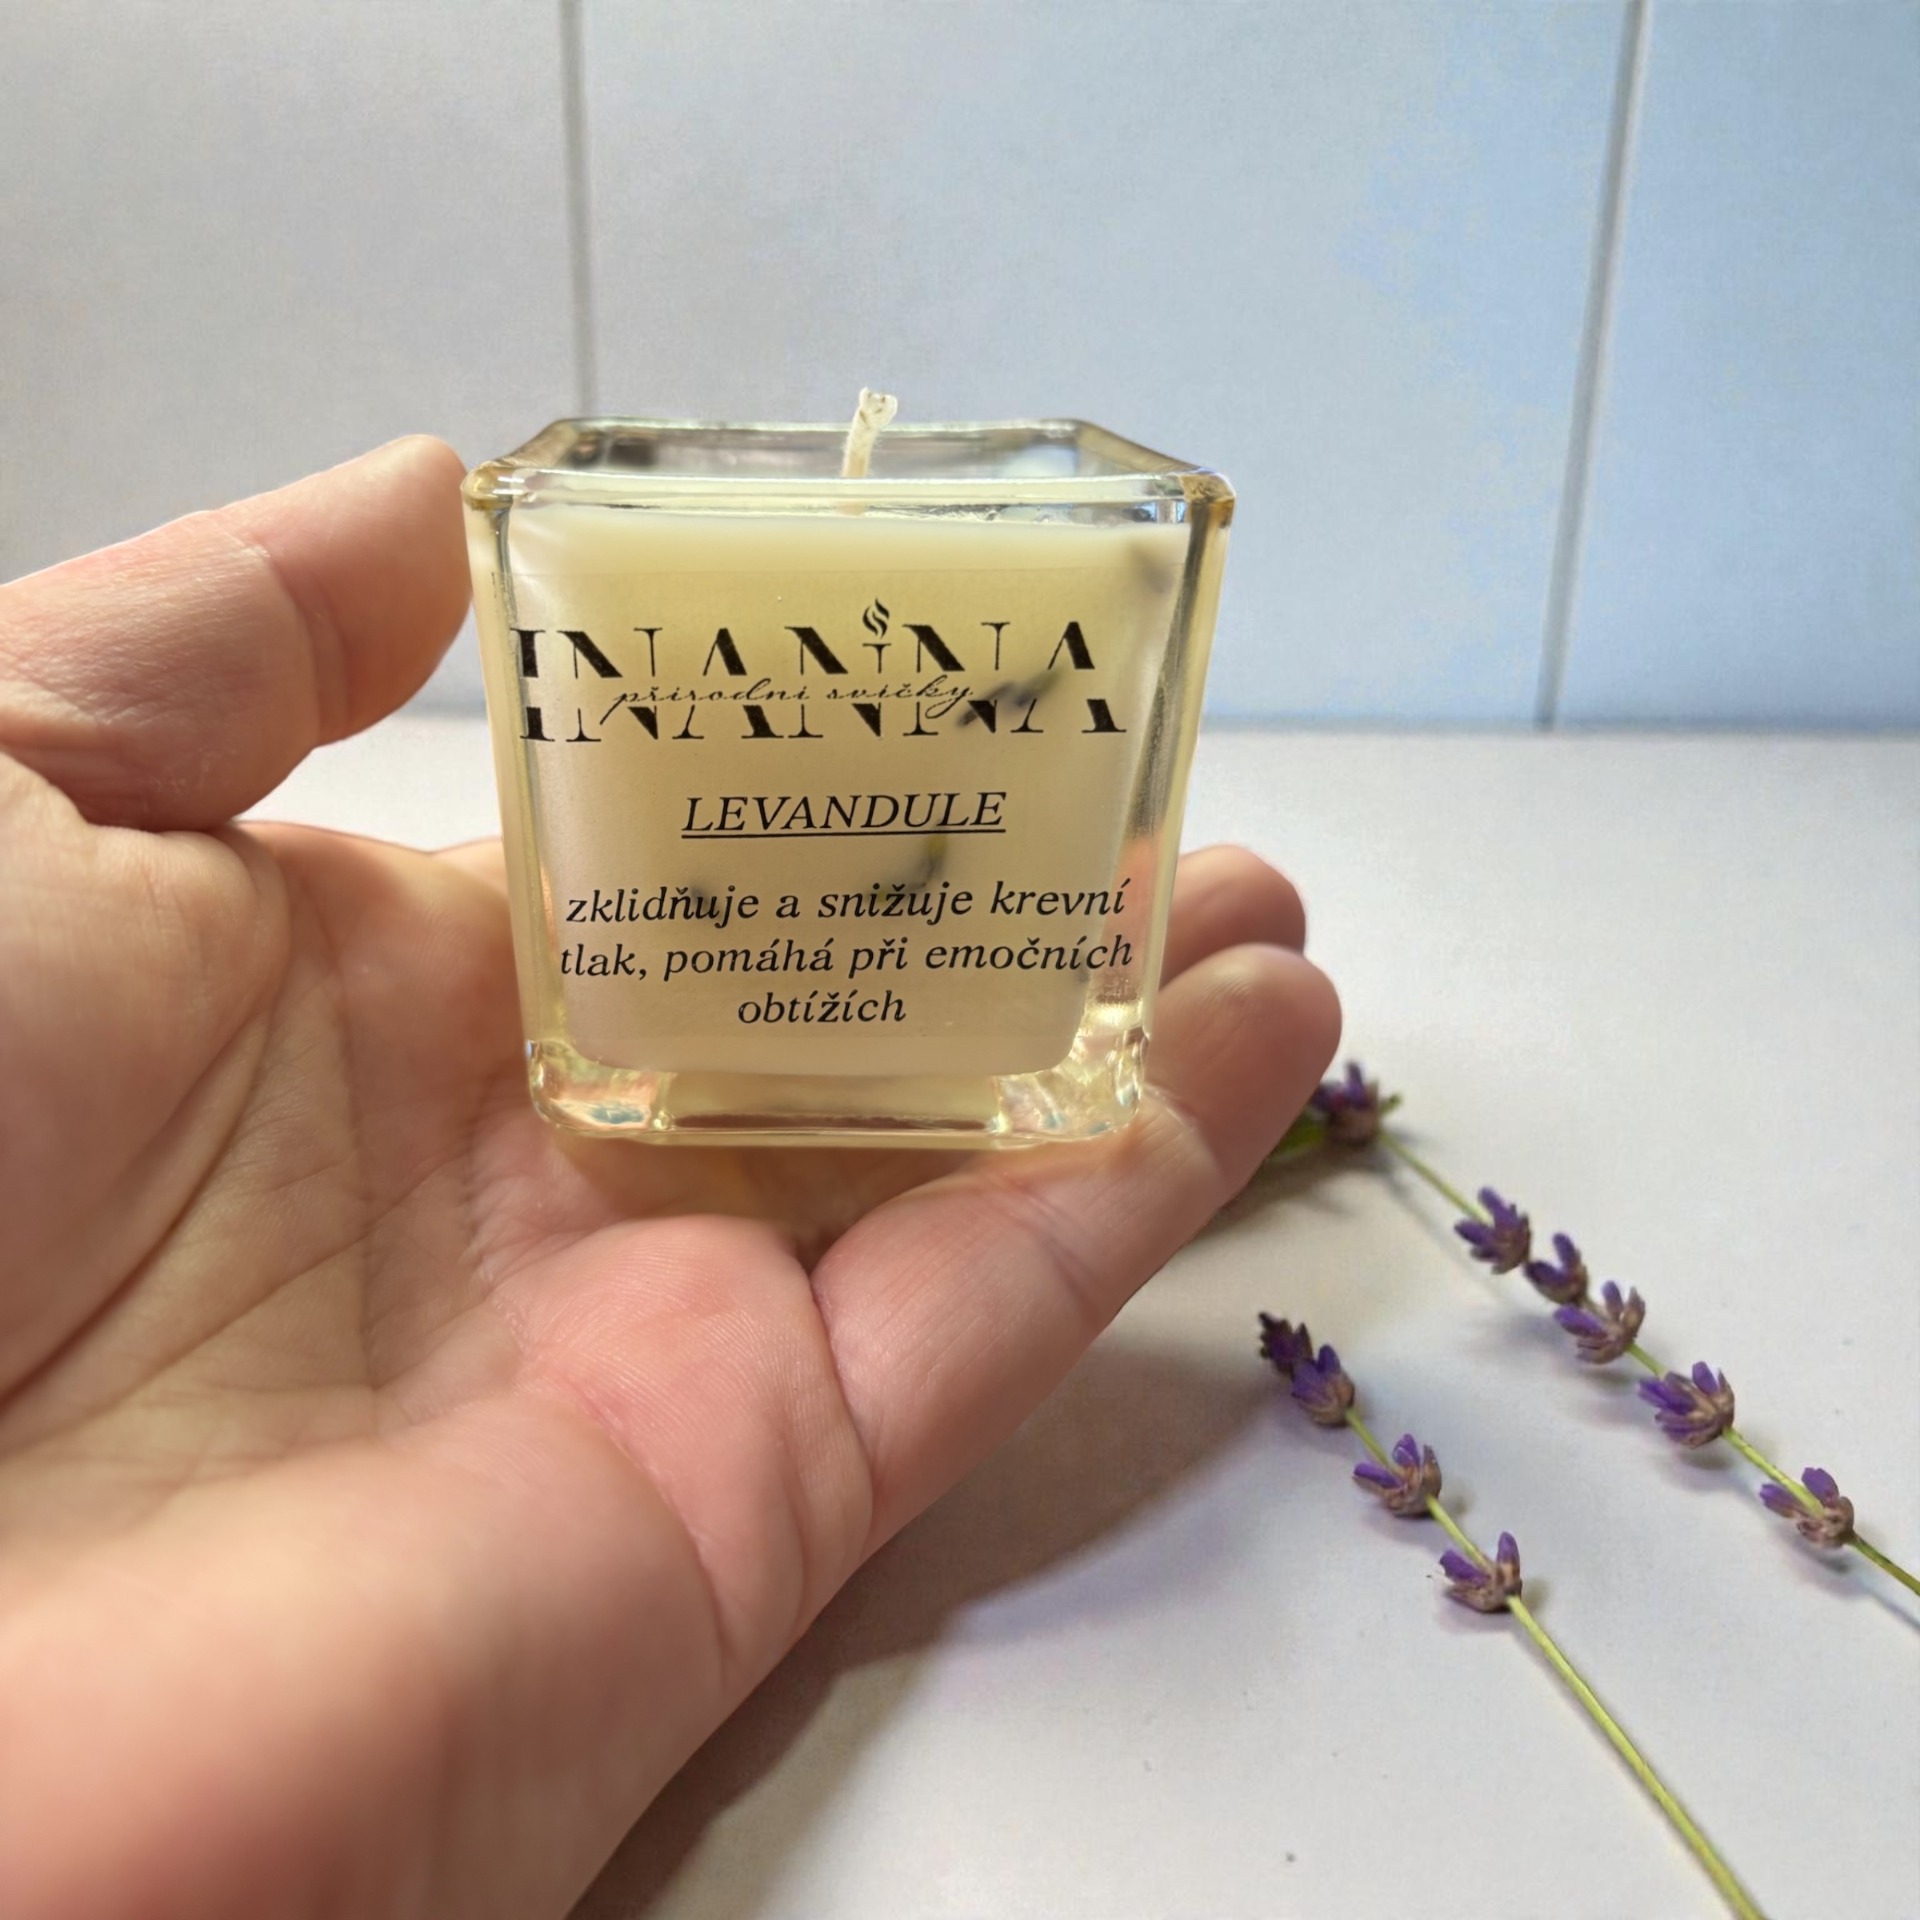 INANNA
přírodní svíčky
LEVANDULE
zklidňuje a snižuje krevní
tlak, pomáhá při emočních
obtížích